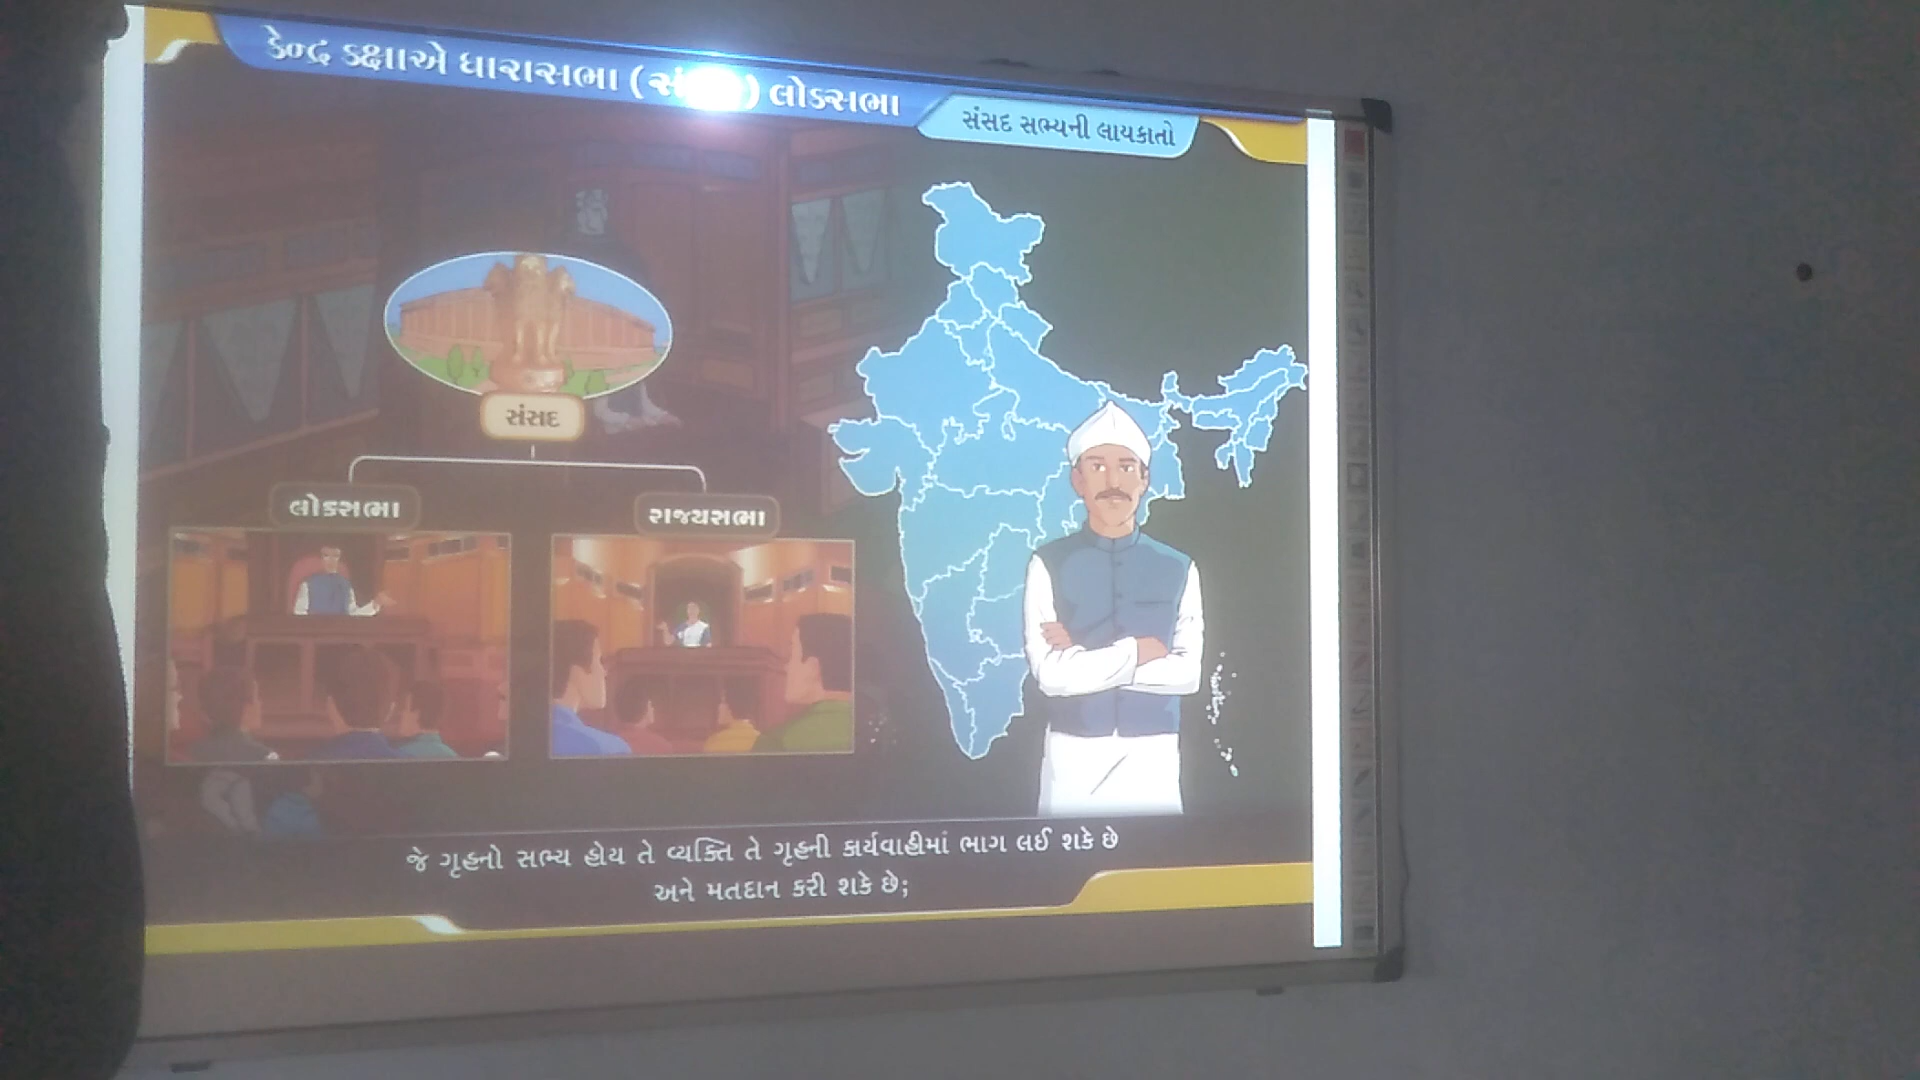 કેન્દ્ર કક્ષાએ ધારાસભા ( ) લોકસભા
સંસદ સભ્યની લાયકાતો
સંસદ
લોકસભા
રાજ્યસભા
જે ગૃહનો સભ્ય હોય તે વ્યક્તિ તે ગૃહની કાર્યવાહીમાં ભાગ લઈ શકે છે
અને મતદાન કરી શકે છે;